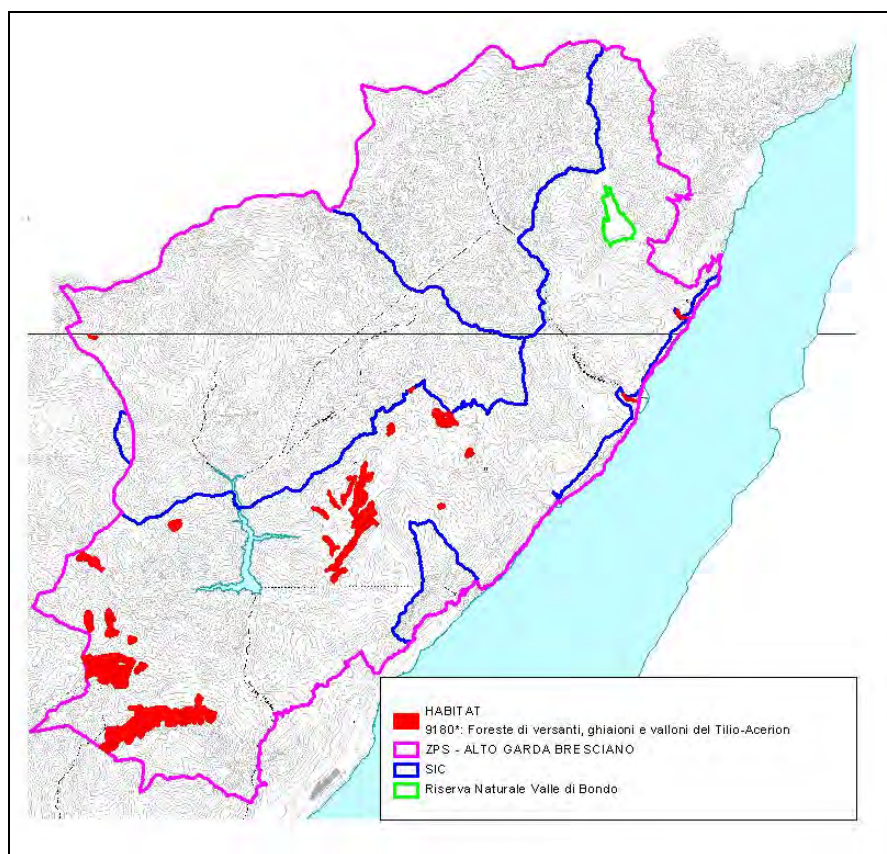 HABITAT
9180*: Foreste di versanti, ghiaioni e valloni del Tilio-Acerion
ZPS - ALTO GARDA BRESCIANO
SIC
Riserva Naturale Valle di Bondo